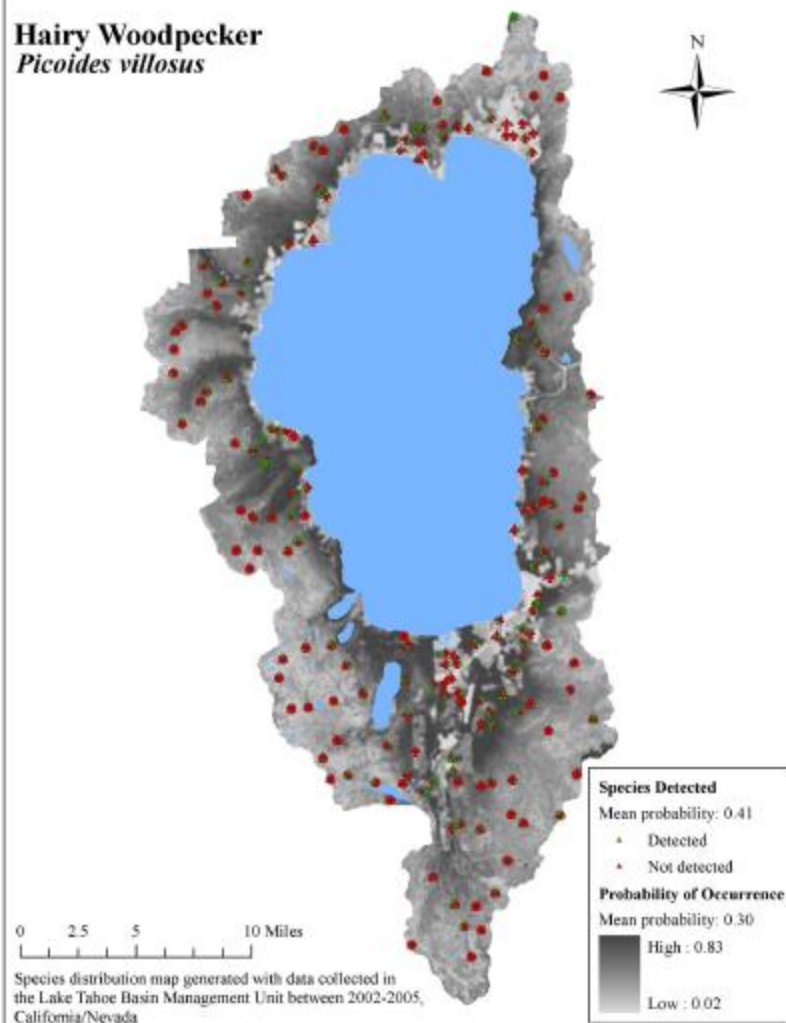 Hairy Woodpecker
Picoides villosus
N
Species Detected
Mean probability: 0.41
Detected
Not detected
Probability of Occurrence
Mean probability: 0.30
High : 0.83
Low : 0.02
0 2.5 5 10 Miles
Species distribution map generated with data collected in
the Lake Tahoe Basin Management Unit between 2002-2005,
California/Nevada